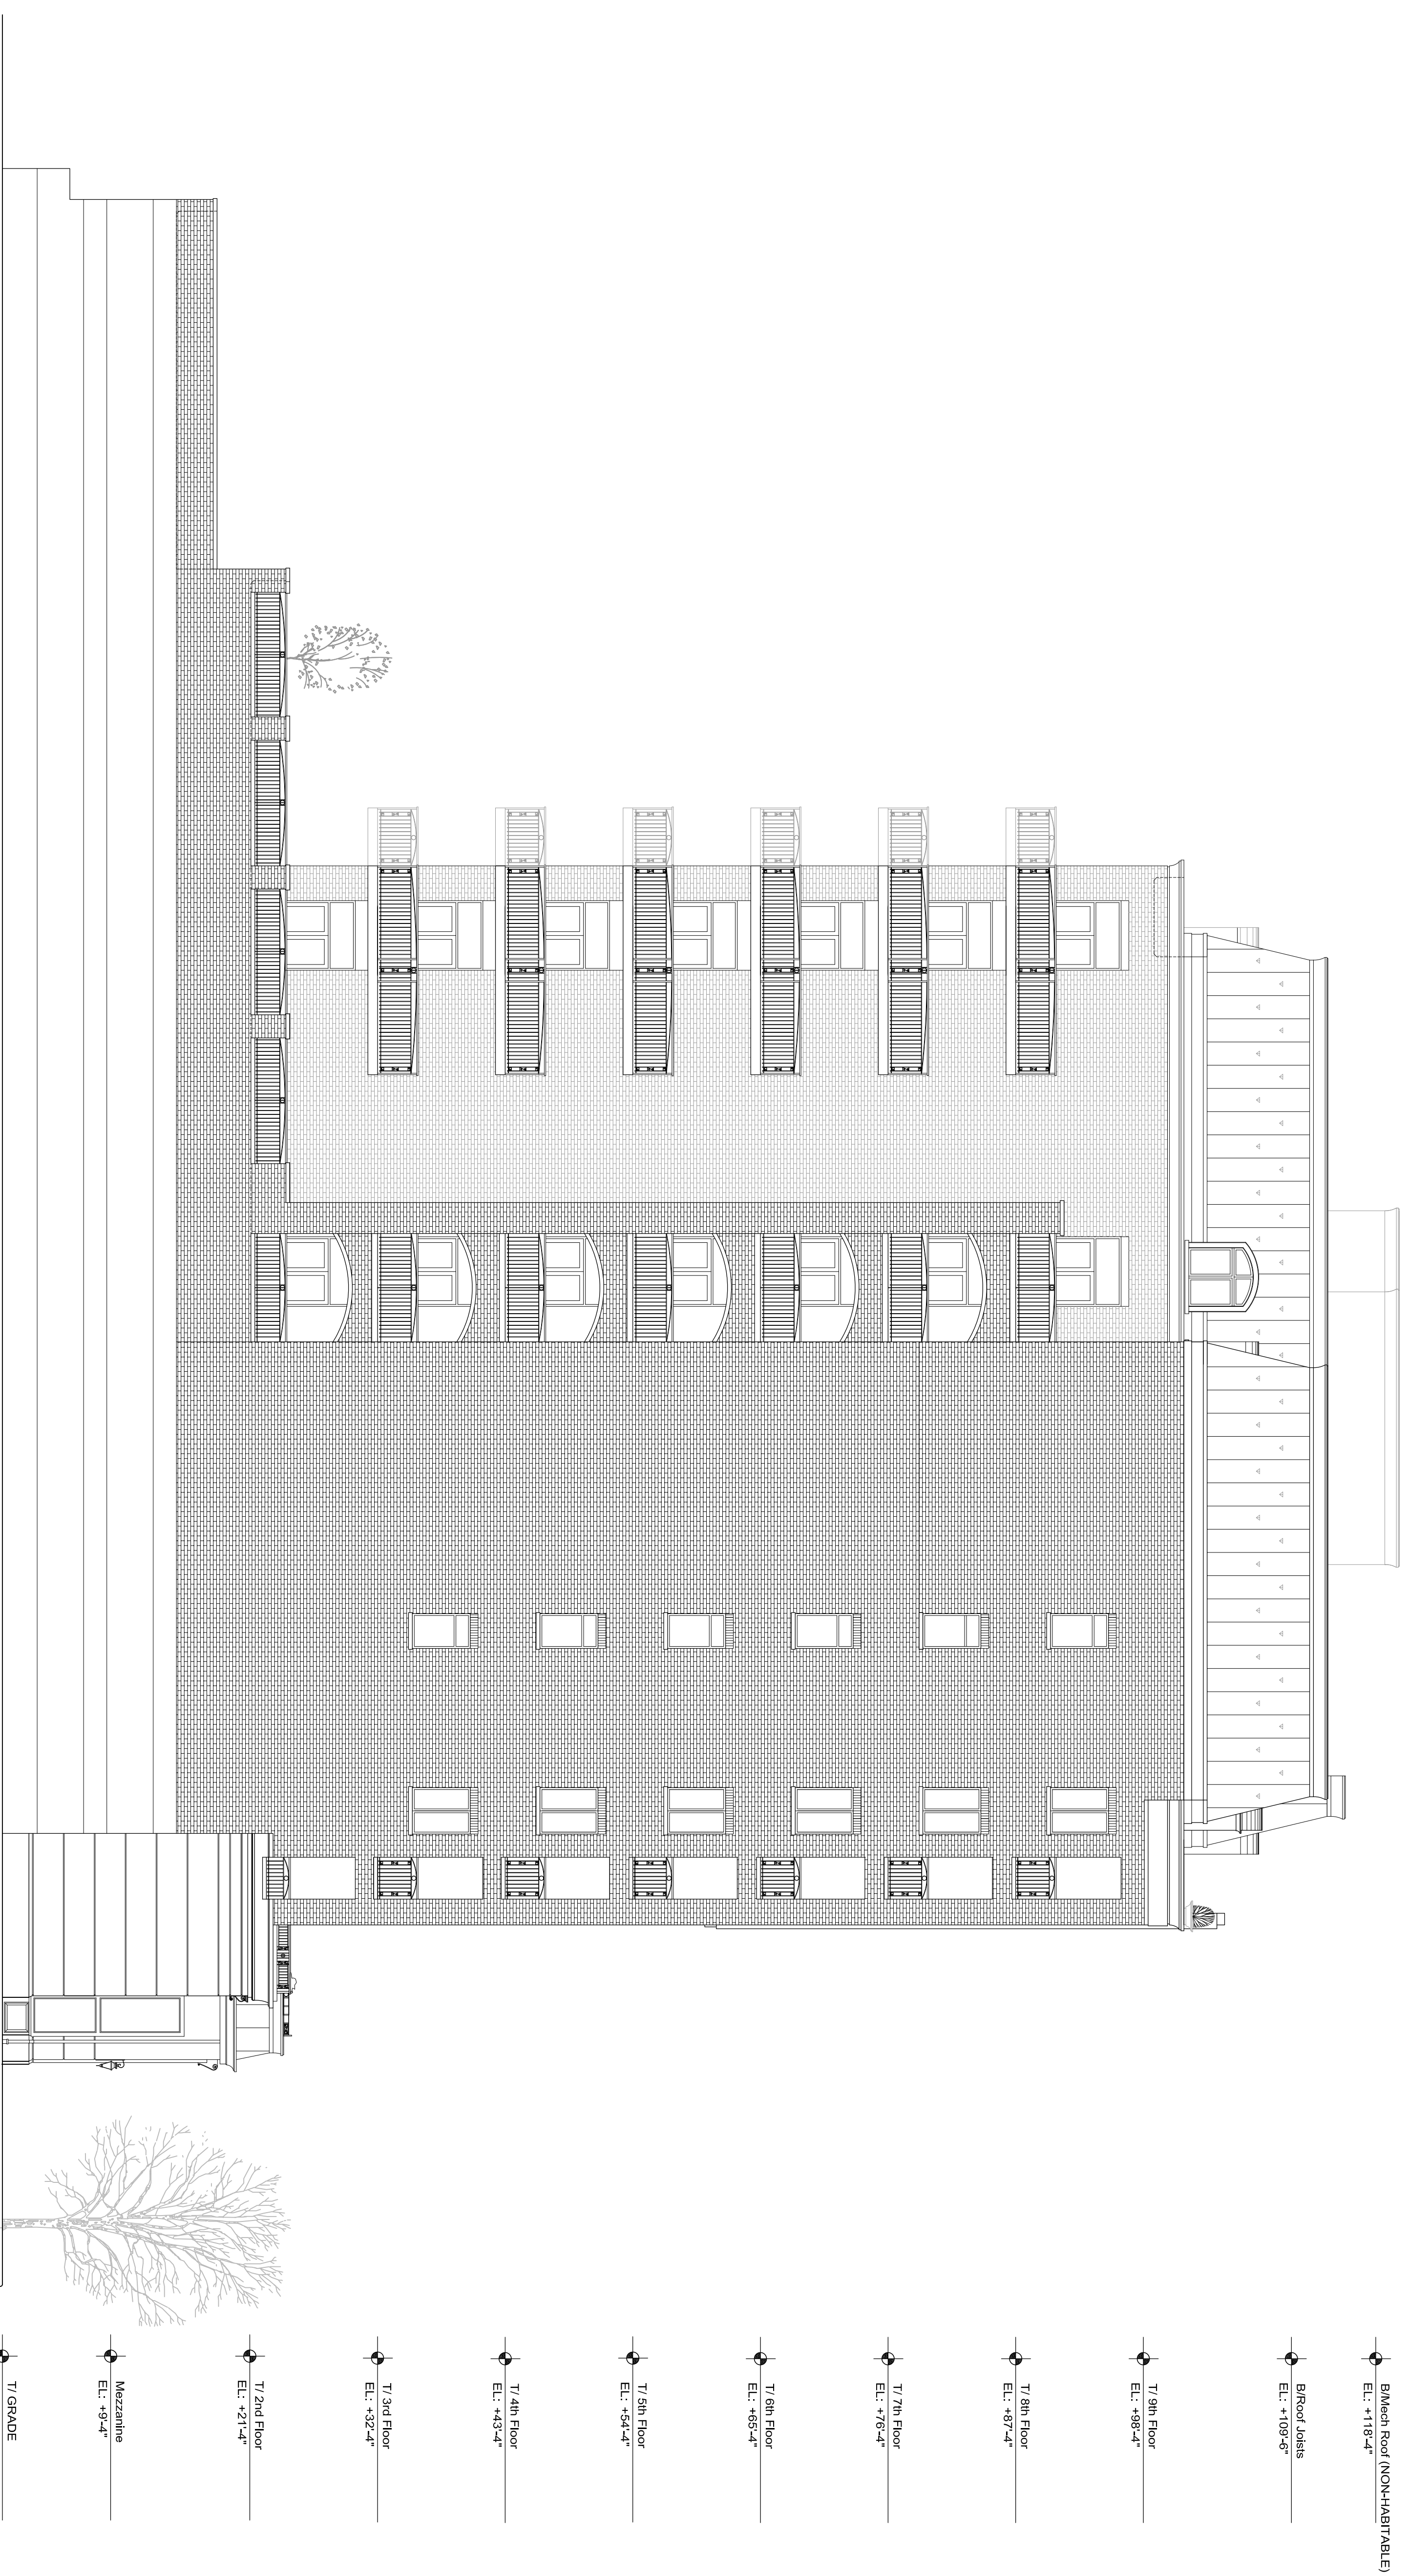 B/Mech Roof (NON-HABITABLE)
EL: +118'-4"
B/Roof Joists
EL: +109'-6"
T/ 9th Floor
EL: +98'-4"
T/ 8th Floor
EL: +87'-4"
T/ 7th Floor
EL: +76'-4"
T/ 6th Floor
EL: +65'-4"
T/ 5th Floor
EL: +54'-4"
T/ 4th Floor
EL: +43'-4"
T/ 3rd Floor
EL: +32'-4"
T/ 2nd Floor
EL: +21'-4"
Mezzanine
EL: +9'-4"
T/ GRADE